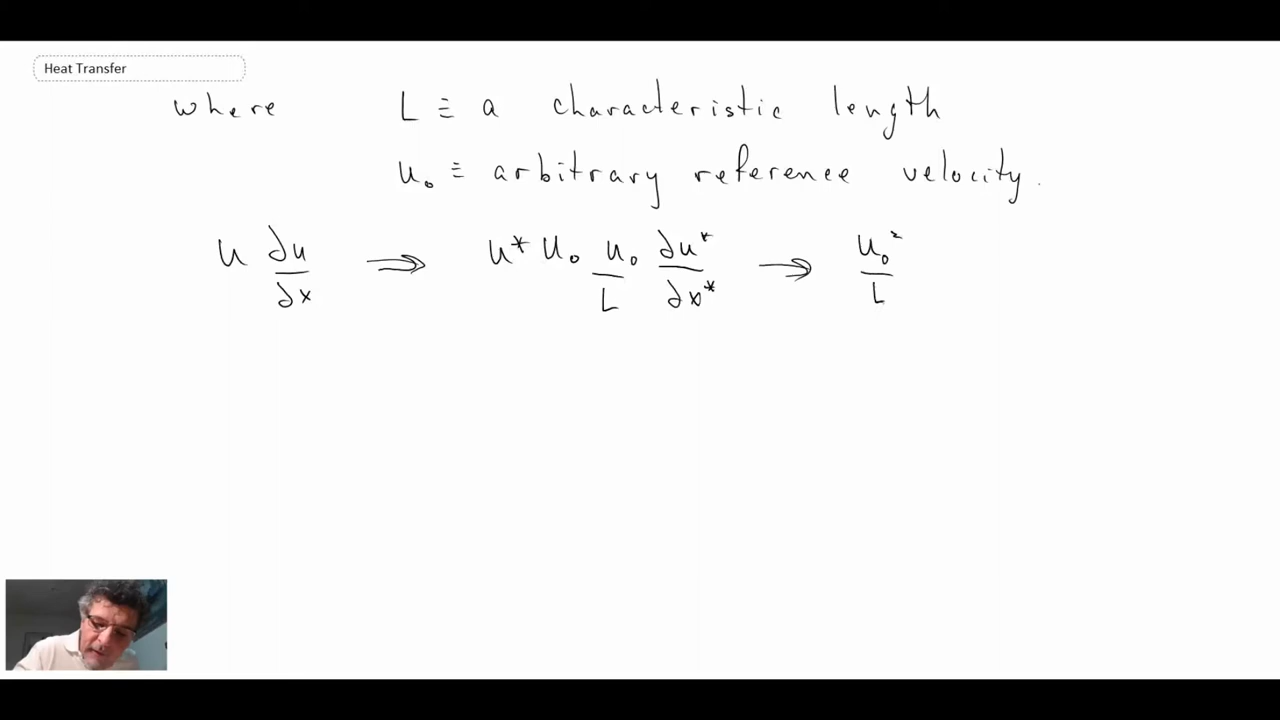 Heat Transfer
where L ≡ a characteristic length
u₀ ≡ arbitrary reference velocity.
u ∂u/∂x ⇒ u* u₀ u₀/L ∂u*/∂x* ⇒ u₀²/L